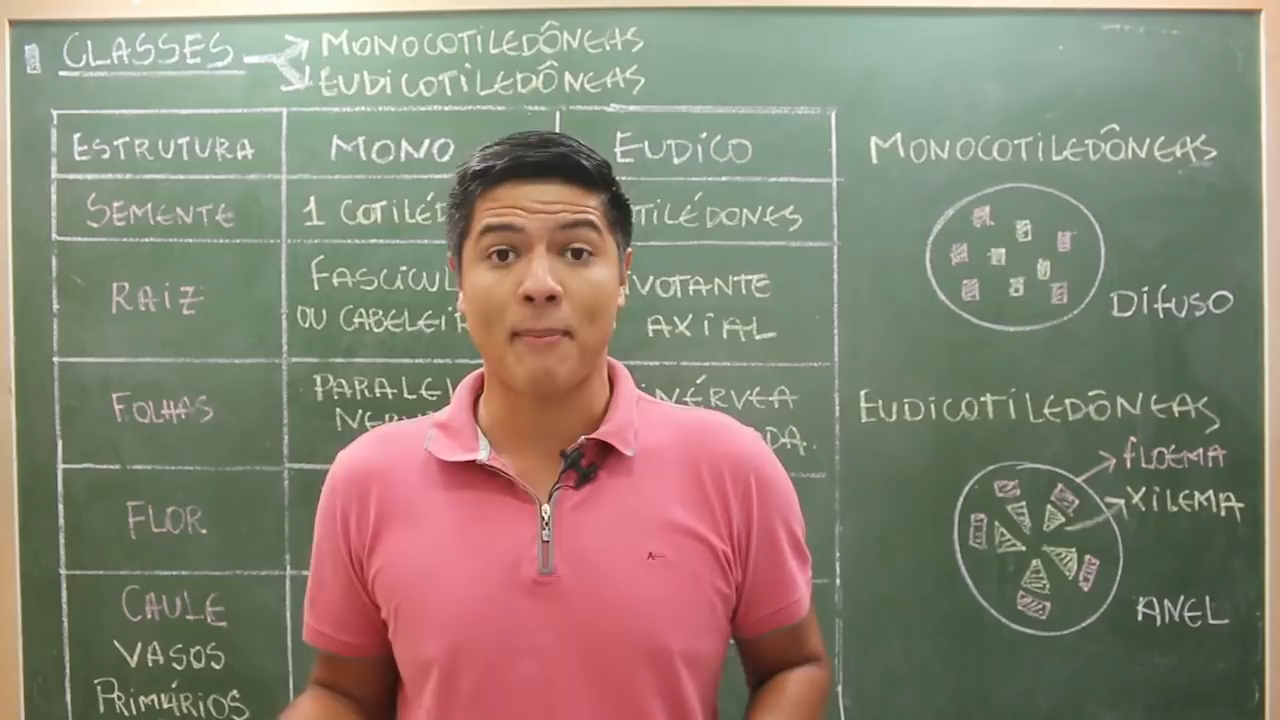 CLASSES → MONOCOTILEDÔNEAS
EUDICOTILEDÔNEAS
ESTRUTURA MONO EUDICO
SEMENTE 1 COTILÉD TILÉDONES
RAIZ FASCICUL VOTANTE
OU CABELEI AXIAL
FOLHAS PARALEL NÉRVEA
NERV DA.
FLOR
CAULE
VASOS
PRIMÁRIOS
MONOCOTILEDÔNEAS
DIFUSO
EUDICOTILEDÔNEAS
FLOEMA
XILEMA
ANEL